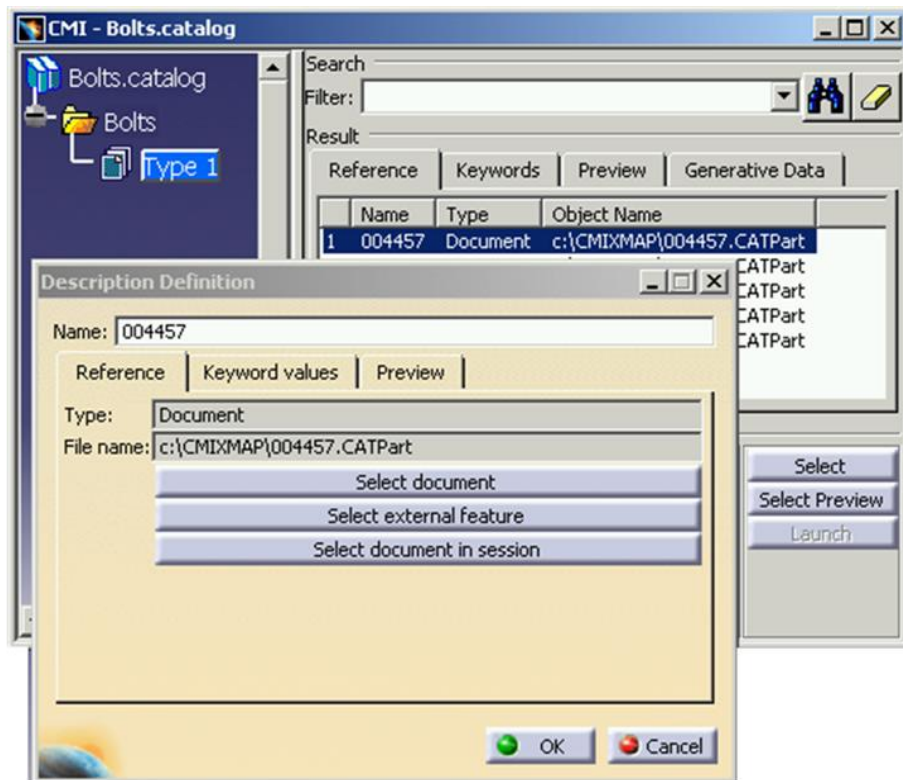 CMI - Bolts.catalog
Bolts.catalog
Bolts
Type 1
Search
Filter:
Result
Reference Keywords Preview Generative Data
Name Type Object Name
1 004457 Document c:\CMIXMAP\004457.CATPart
CATPart
CATPart
CATPart
CATPart
Select
Select Preview
Launch
Description Definition
Name: 004457
Reference Keyword values Preview
Type: Document
File name: c:\CMIXMAP\004457.CATPart
Select document
Select external feature
Select document in session
OK Cancel